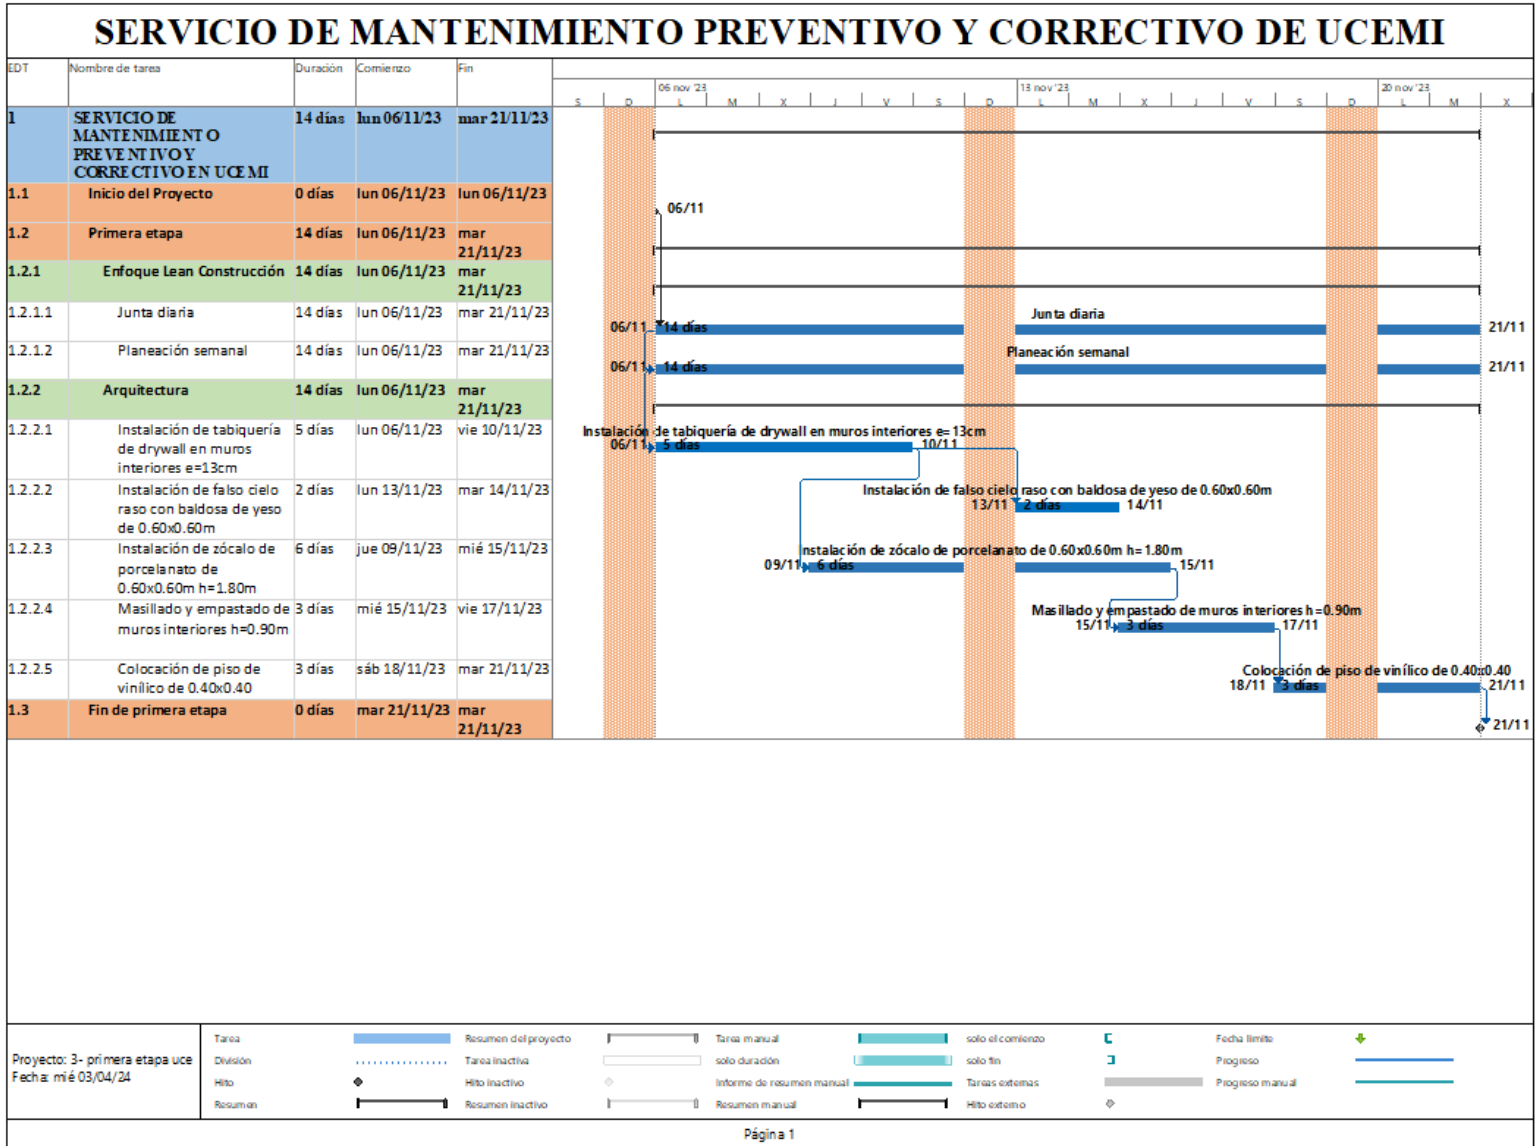 SERVICIO DE MANTENIMIENTO PREVENTIVO Y CORRECTIVO DE UCEMI
EDT Nombre de tarea Duración Comienzo Fin
06 nov '23 13 nov '23 20 nov '23
S D L M X J V S D L M X J V S D L M X
1 SERVICIO DE MANTENIMIENTO PREVENTIVO Y CORRECTIVO EN UCEMI 14 días lun 06/11/23 mar 21/11/23
1.1 Inicio del Proyecto 0 días lun 06/11/23 lun 06/11/23
06/11
1.2 Primera etapa 14 días lun 06/11/23 mar 21/11/23
1.2.1 Enfoque Lean Construcción 14 días lun 06/11/23 mar 21/11/23
1.2.1.1 Junta diaria 14 días lun 06/11/23 mar 21/11/23
Junta diaria
06/11 14 días 21/11
1.2.1.2 Planeación semanal 14 días lun 06/11/23 mar 21/11/23
Planeación semanal
06/11 14 días 21/11
1.2.2 Arquitectura 14 días lun 06/11/23 mar 21/11/23
1.2.2.1 Instalación de tabiquería de drywall en muros interiores e=13cm 5 días lun 06/11/23 vie 10/11/23
Instalación de tabiquería de drywall en muros interiores e=13cm
06/11 5 días 10/11
1.2.2.2 Instalación de falso cielo raso con baldosa de yeso de 0.60x0.60m 2 días lun 13/11/23 mar 14/11/23
Instalación de falso cielo raso con baldosa de yeso de 0.60x0.60m
13/11 2 días 14/11
1.2.2.3 Instalación de zócalo de porcelanato de 0.60x0.60m h=1.80m 6 días jue 09/11/23 mié 15/11/23
Instalación de zócalo de porcelanato de 0.60x0.60m h=1.80m
09/11 6 días 15/11
1.2.2.4 Masillado y empastado de muros interiores h=0.90m 3 días mié 15/11/23 vie 17/11/23
Masillado y empastado de muros interiores h=0.90m
15/11 3 días 17/11
1.2.2.5 Colocación de piso de vinílico de 0.40x0.40 3 días sáb 18/11/23 mar 21/11/23
Colocación de piso de vinílico de 0.40x0.40
18/11 3 días 21/11
1.3 Fin de primera etapa 0 días mar 21/11/23 mar 21/11/23
21/11
Proyecto: 3- primera etapa uce
Fecha: mié 03/04/24
Tarea Resumen del proyecto Tarea manual solo el comienzo Fecha límite
División Tarea inactiva solo duración solo fin Progreso
Hito Hito inactivo Informe de resumen manual Tareas externas Progreso manual
Resumen Resumen inactivo Resumen manual Hito externo
Página 1